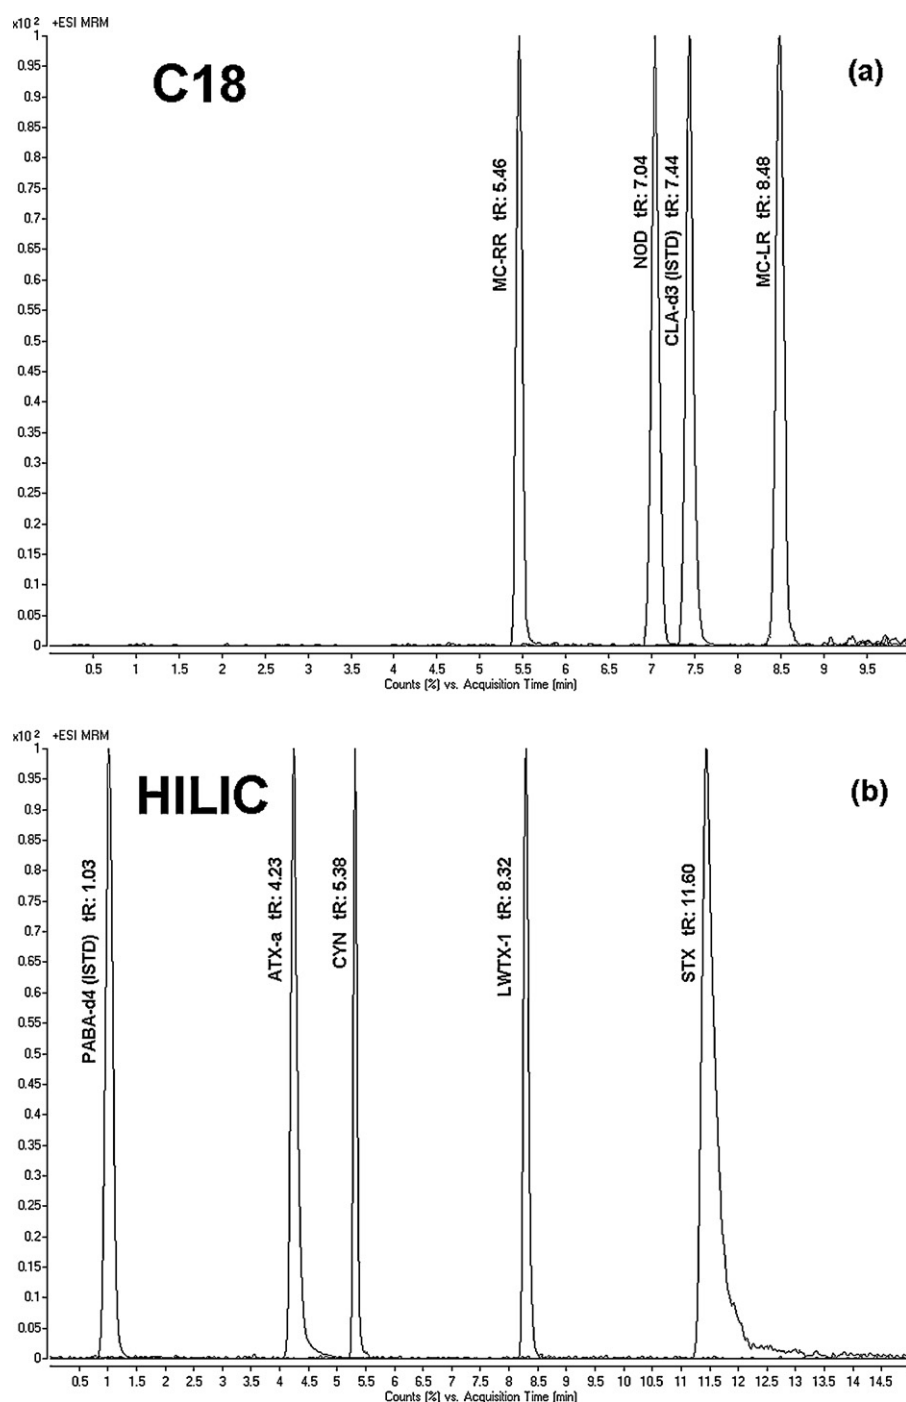 x10 2 +ESI MRM
1
0.95
0.9
0.85
0.8
0.75
0.7
0.65
0.6
0.55
0.5
0.45
0.4
0.35
0.3
0.25
0.2
0.15
0.1
0.05
0
C18
(a)
MC-RR tR: 5.46
NOD tR: 7.04
CLA-d3 (ISTD) tR: 7.44
MC-LR tR: 8.48
0.5 1 1.5 2 2.5 3 3.5 4 4.5 5 5.5 6 6.5 7 7.5 8 8.5 9 9.5
Counts (%) vs. Acquisition Time (min)
x10 2 +ESI MRM
1
0.95
0.9
0.85
0.8
0.75
0.7
0.65
0.6
0.55
0.5
0.45
0.4
0.35
0.3
0.25
0.2
0.15
0.1
0.05
0
HILIC
(b)
PABA-d4 (ISTD) tR: 1.03
ATX-a tR: 4.23
CYN tR: 5.38
LWTX-1 tR: 8.32
STX tR: 11.60
0.5 1 1.5 2 2.5 3 3.5 4 4.5 5 5.5 6 6.5 7 7.5 8 8.5 9 9.5 10 10.5 11 11.5 12 12.5 13 13.5 14 14.5
Counts (%) vs. Acquisition Time (min)